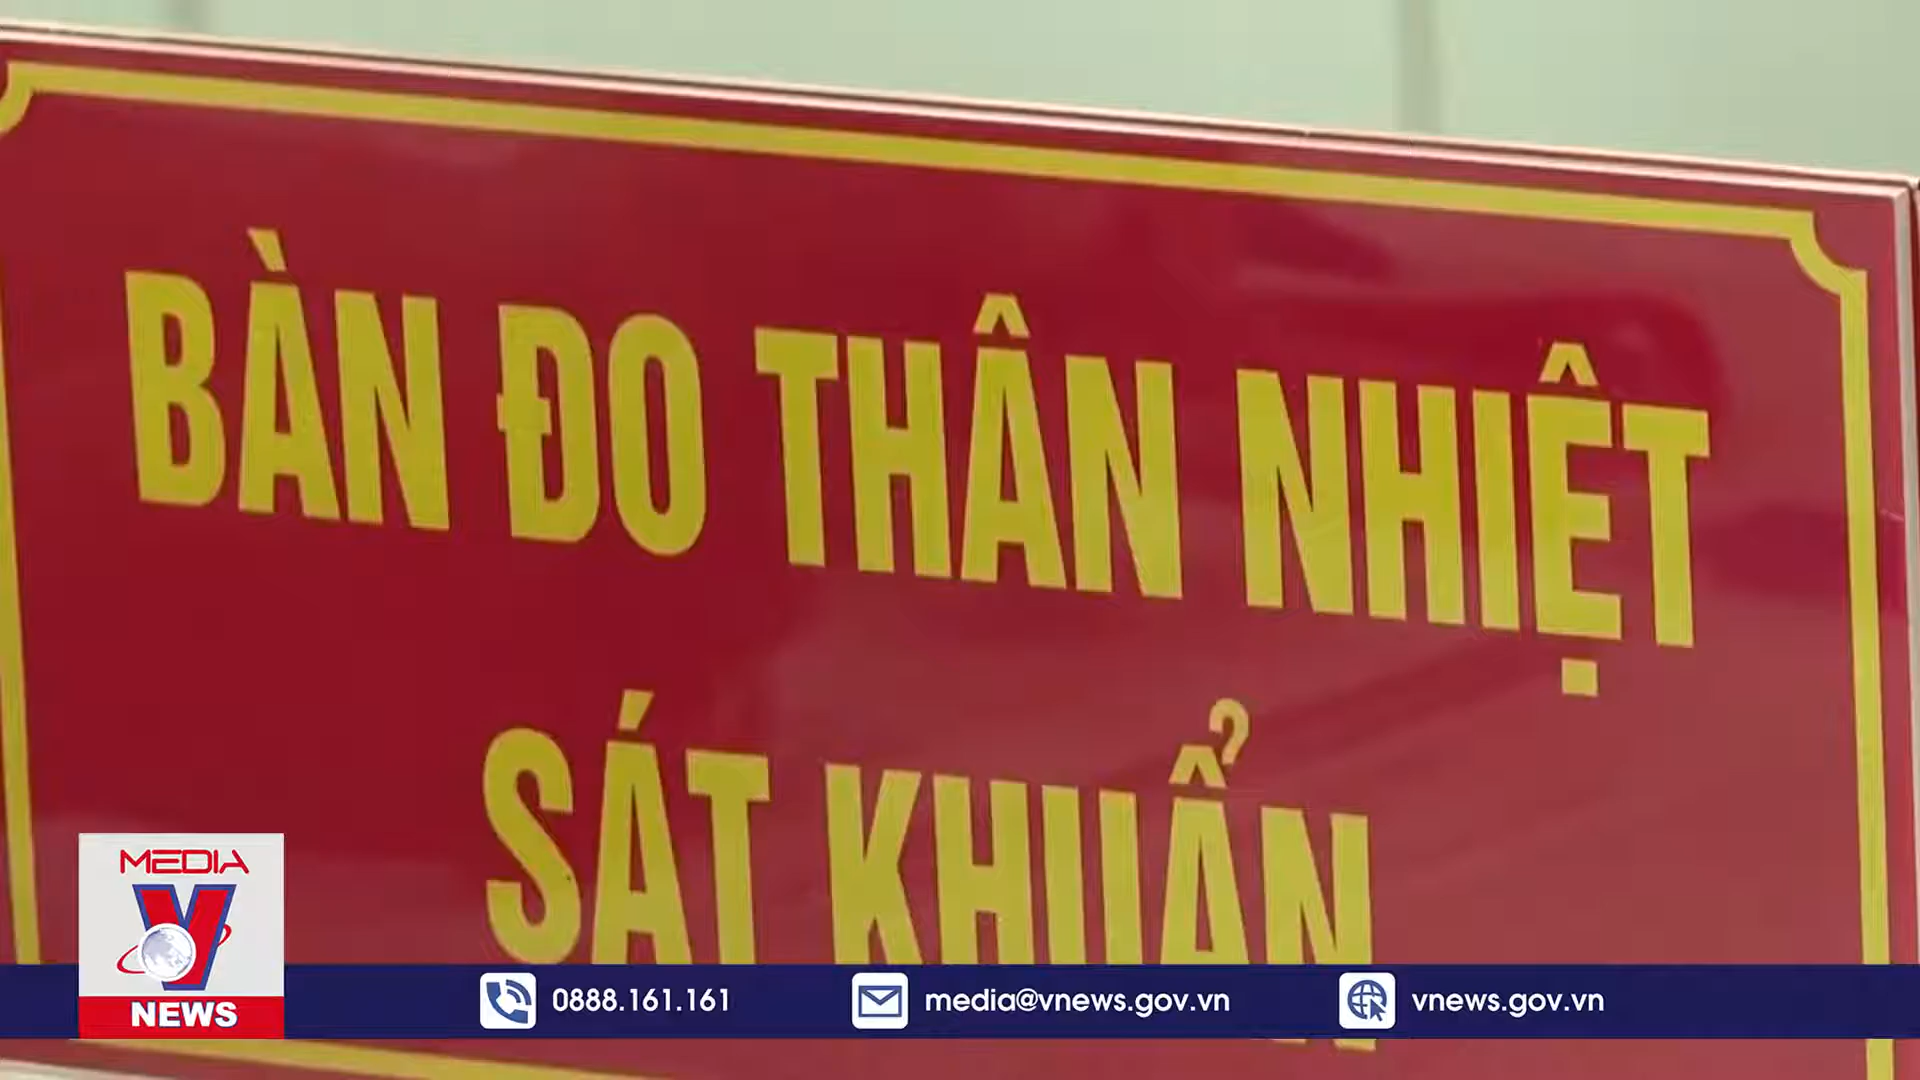 BÀN ĐO THÂN NHIỆT
SÁT KHUẨN
MEDIA
V
NEWS
0888.161.161
media@vnews.gov.vn
vnews.gov.vn